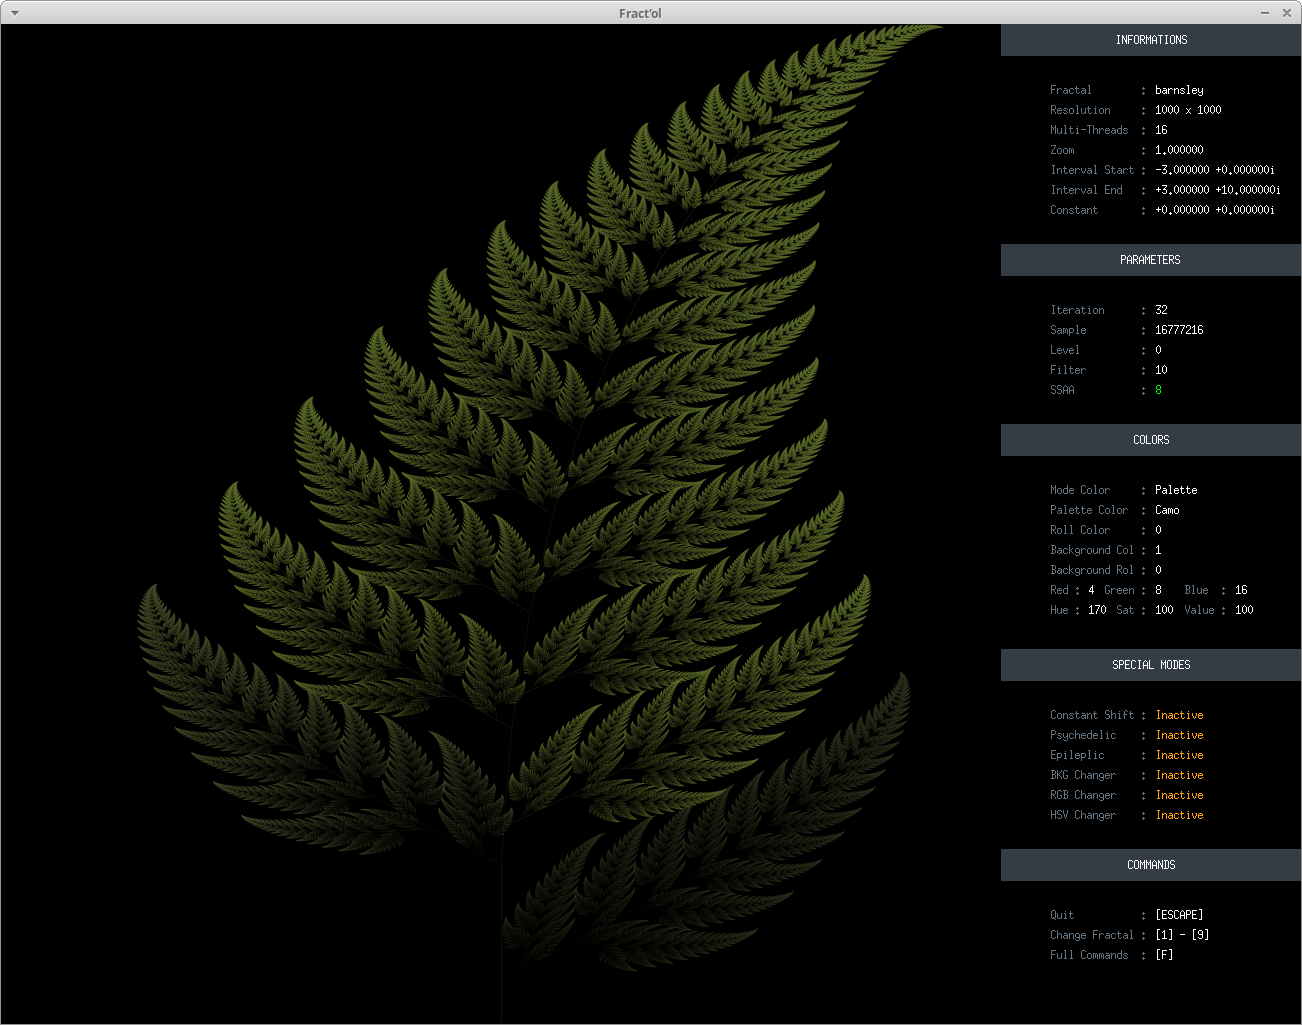 Fract'ol
INFORMATIONS
Fractal : barnsley
Resolution : 1000 x 1000
Multi-Threads : 16
Zoom : 1.000000
Interval Start : -3.000000 +0.000000i
Interval End : +3.000000 +10.000000i
Constant : +0.000000 +0.000000i
PARAMETERS
Iteration : 32
Sample : 16777216
Level : 0
Filter : 10
SSAA : 8
COLORS
Mode Color : Palette
Palette Color : Camo
Roll Color : 0
Background Col : 1
Background Rol : 0
Red : 4 Green : 8 Blue : 16
Hue : 170 Sat : 100 Value : 100
SPECIAL MODES
Constant Shift : Inactive
Psychedelic : Inactive
Epileplic : Inactive
BKG Changer : Inactive
RGB Changer : Inactive
HSV Changer : Inactive
COMMANDS
Quit : [ESCAPE]
Change Fractal : [1] - [9]
Full Commands : [F]